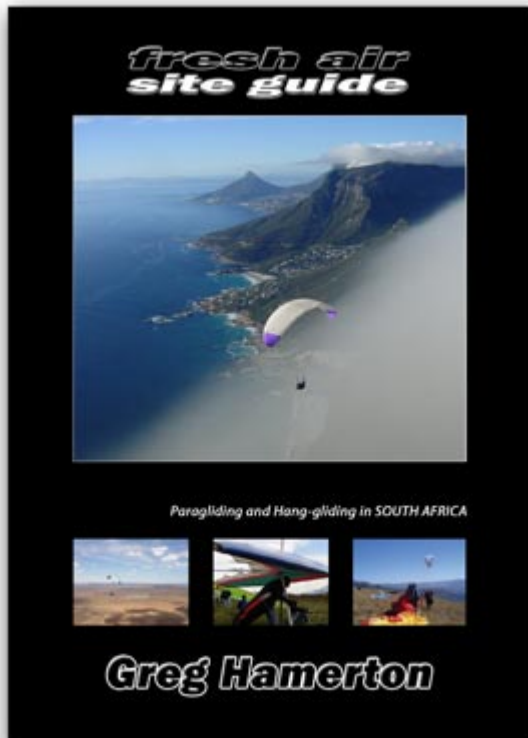 fresh air
site guide
Paragliding and Hang-gliding in SOUTH AFRICA
Greg Hamerton